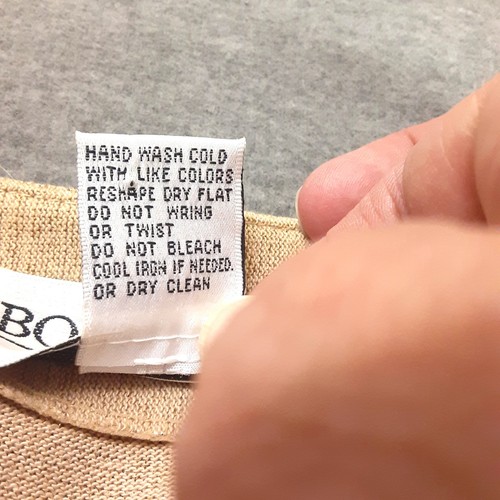 HAND WASH COLD
WITH LIKE COLORS
RESHAPE DRY FLAT
DO NOT WRING
OR TWIST
DO NOT BLEACH
COOL IRON IF NEEDED.
OR DRY CLEAN
BO